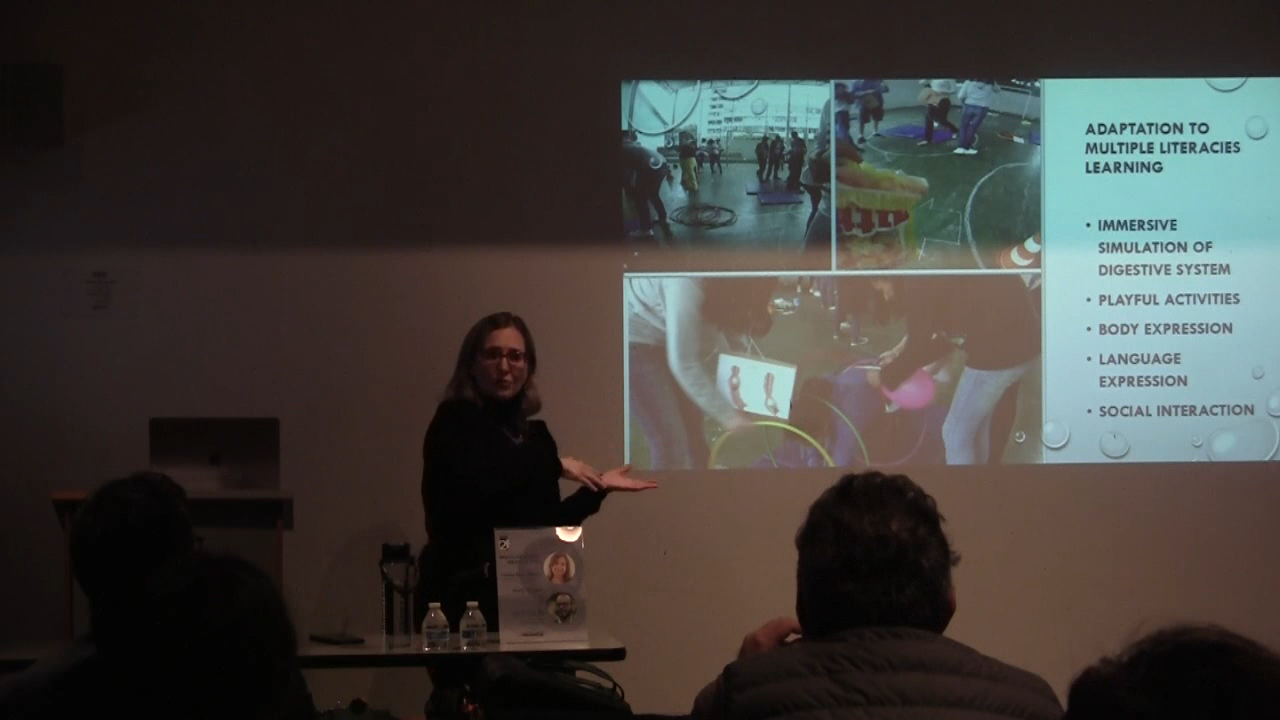 ADAPTATION TO
MULTIPLE LITERACIES
LEARNING
• IMMERSIVE
SIMULATION OF
DIGESTIVE SYSTEM
• PLAYFUL ACTIVITIES
• BODY EXPRESSION
• LANGUAGE
EXPRESSION
• SOCIAL INTERACTION